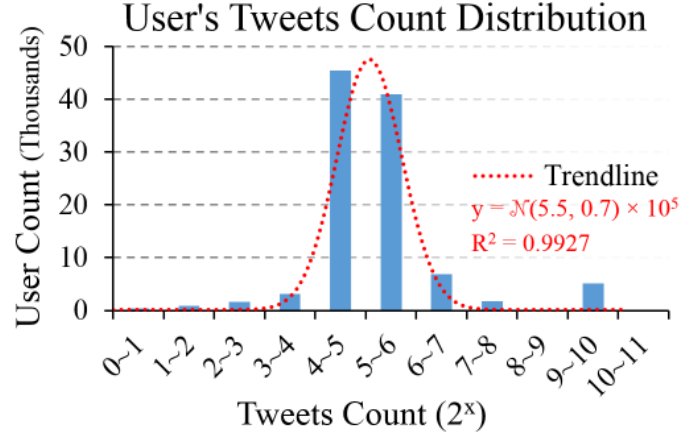 User's Tweets Count Distribution
User Count (Thousands)
50
40
30
20
10
0
Trendline
y = 𝒩(5.5, 0.7) × 10⁵
R² = 0.9927
0~1
1~2
2~3
3~4
4~5
5~6
6~7
7~8
8~9
9~10
10~11
Tweets Count (2ˣ)